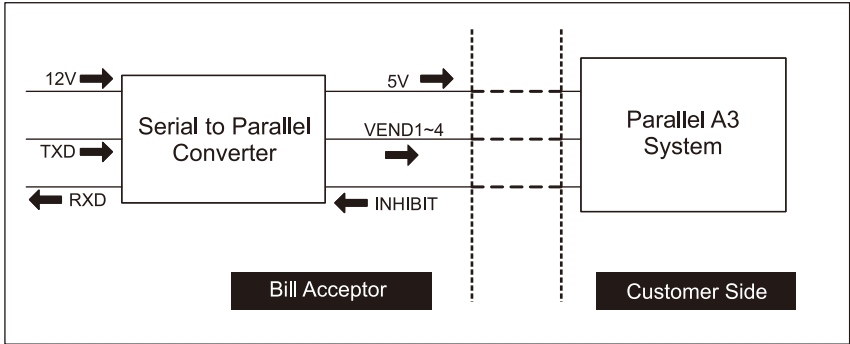 12V
5V
Serial to Parallel
Converter
Parallel A3
System
TXD
VEND1~4
RXD
INHIBIT
Bill Acceptor
Customer Side